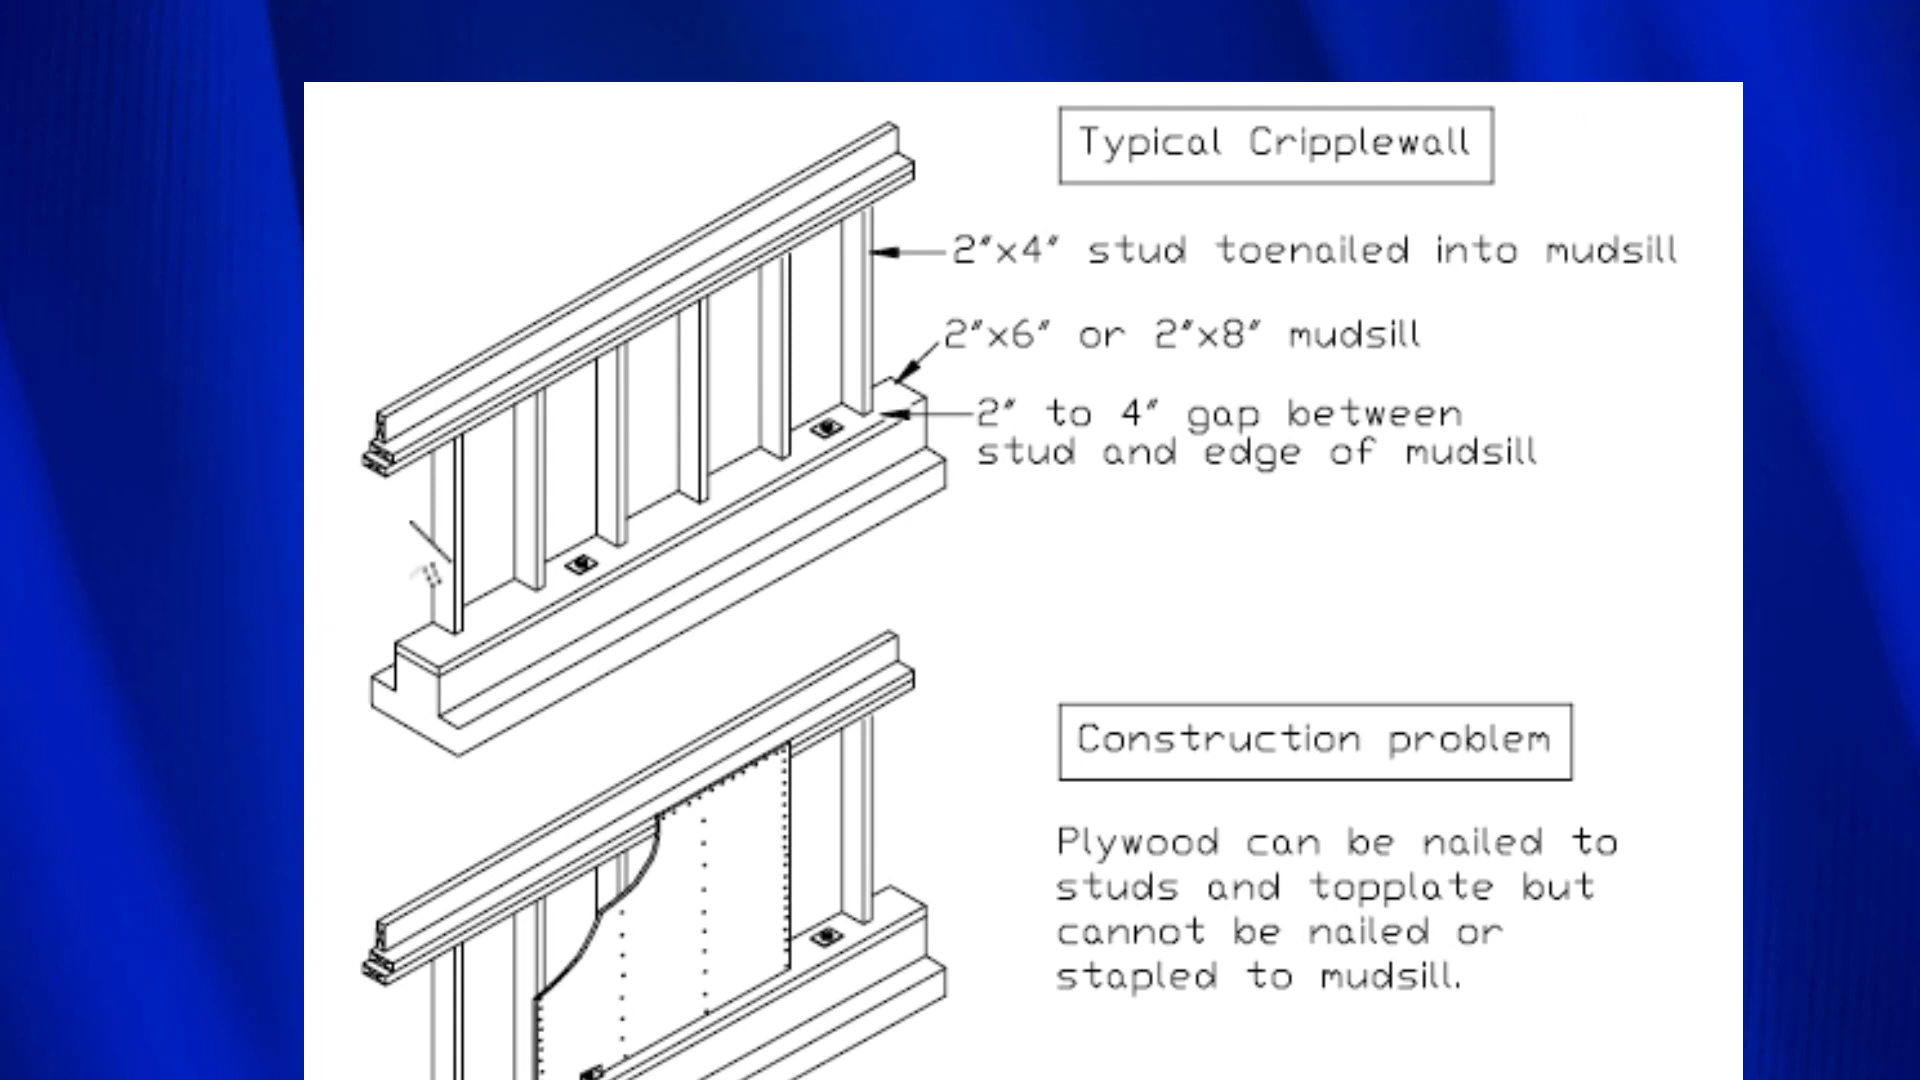 Typical Cripplewall
2"x4" stud toenailed into mudsill
2"x6" or 2"x8" mudsill
2" to 4" gap between
stud and edge of mudsill
Construction problem
Plywood can be nailed to
studs and topplate but
cannot be nailed or
stapled to mudsill.